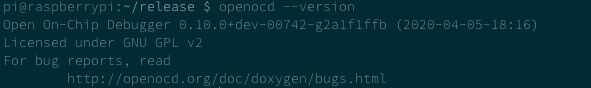 pi@raspberrypi:~/release $ openocd --version
Open On-Chip Debugger 0.10.0+dev-00742-g2a1f1ffb (2020-04-05-18:16)
Licensed under GNU GPL v2
For bug reports, read
http://openocd.org/doc/doxygen/bugs.html